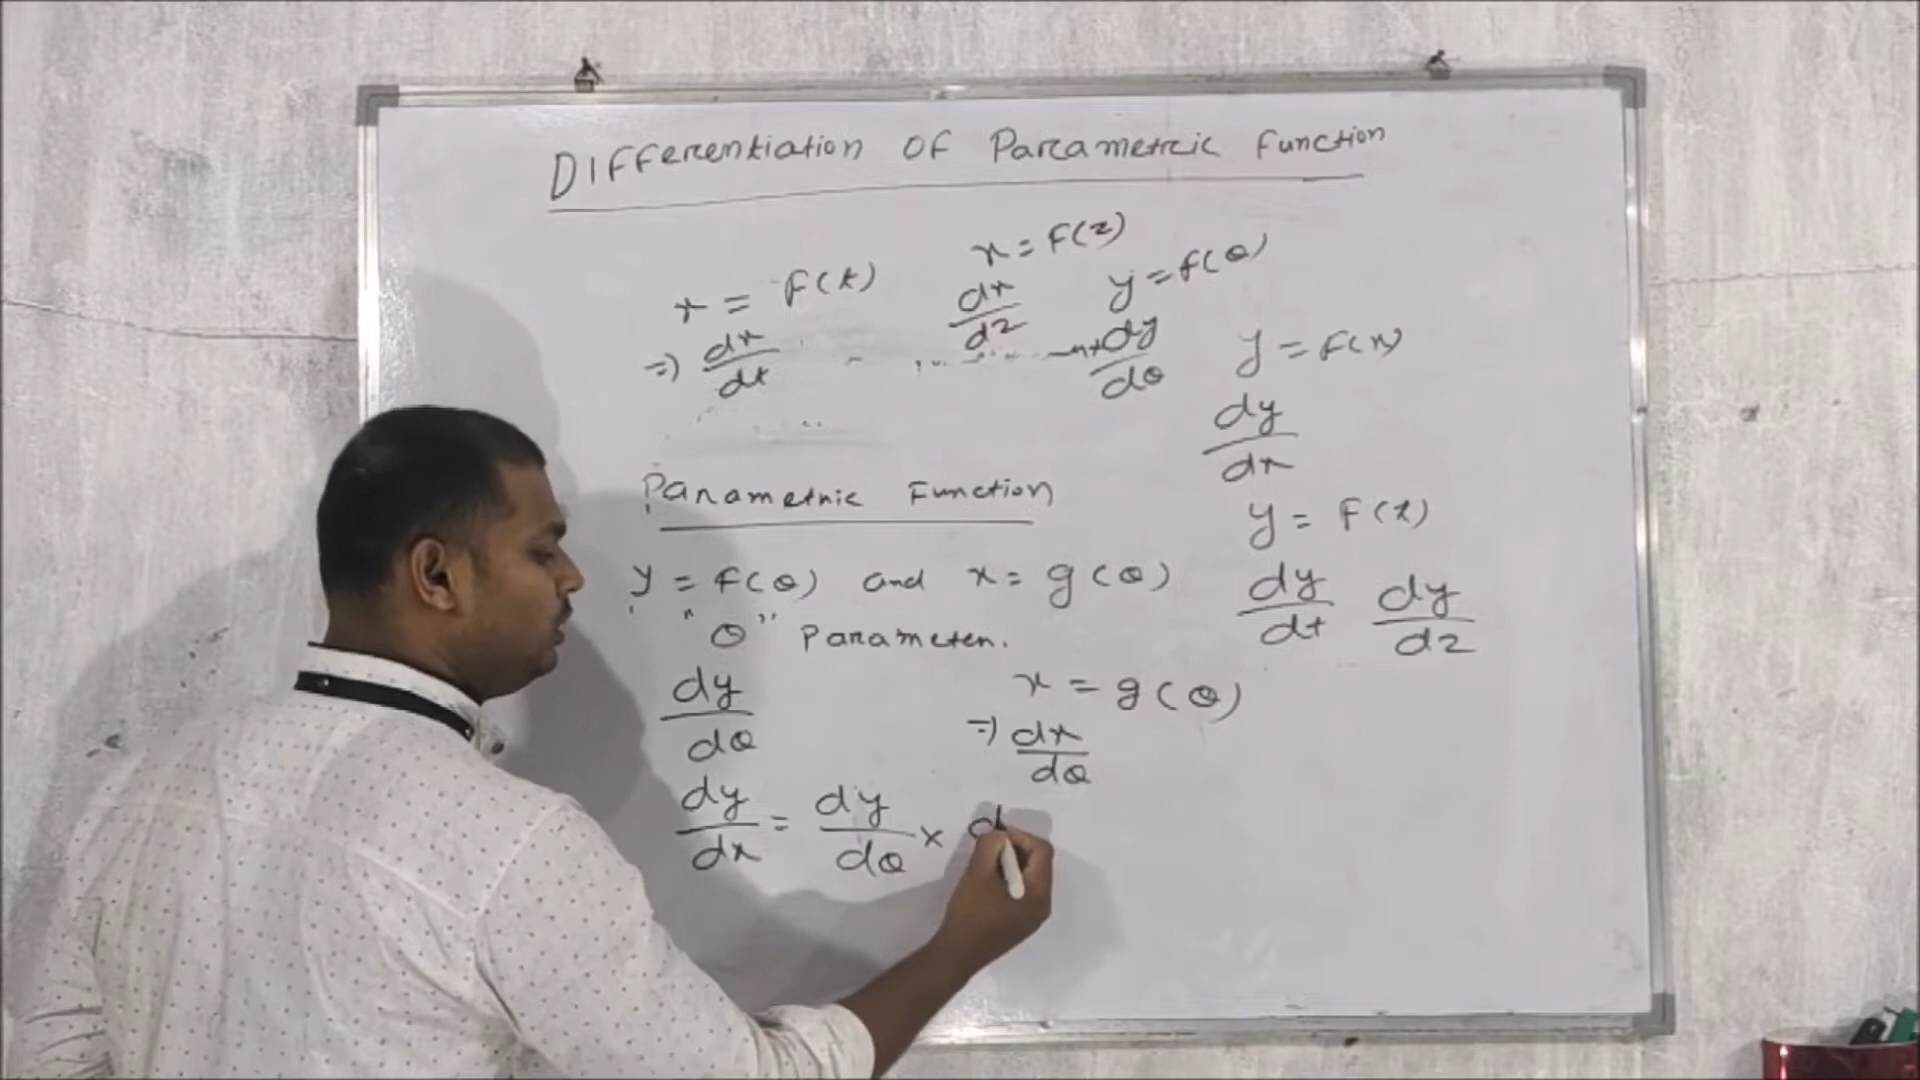 Differentiation of Parametric Function
x = f(z)
x = f(t)
y = f(θ)
dx/dz
⇒ dx/dt
dy/dθ
y = f(x)
dy/dx
Parametric Function
y = f(t)
y = f(θ) and x = g(θ)
dy/dt dy/dz
"θ" Parameter.
dy/dθ
x = g(θ)
⇒ dx/dθ
dy/dx = dy/dθ × d